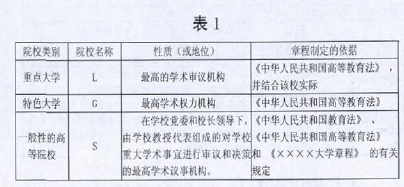 表 1
院校类别 院校名称 性质（或地位） 章程制定的依据
重点大学 L 最高的学术审议机构 《中华人民共和国高等教育法》，
并结合该校实际
特色大学 G 最高学术权力机构 《中华人民共和国高等教育法》
一般性的高
等院校 S 在学校党委和校长领导下，
由学校教授代表组成的对学校
重大学术事宜进行审议和决策
的最高学术议事机构。 《中华人民共和国教育法》、
《中华人民共和国高等教育法》
和《××××大学章程》的有关
规定